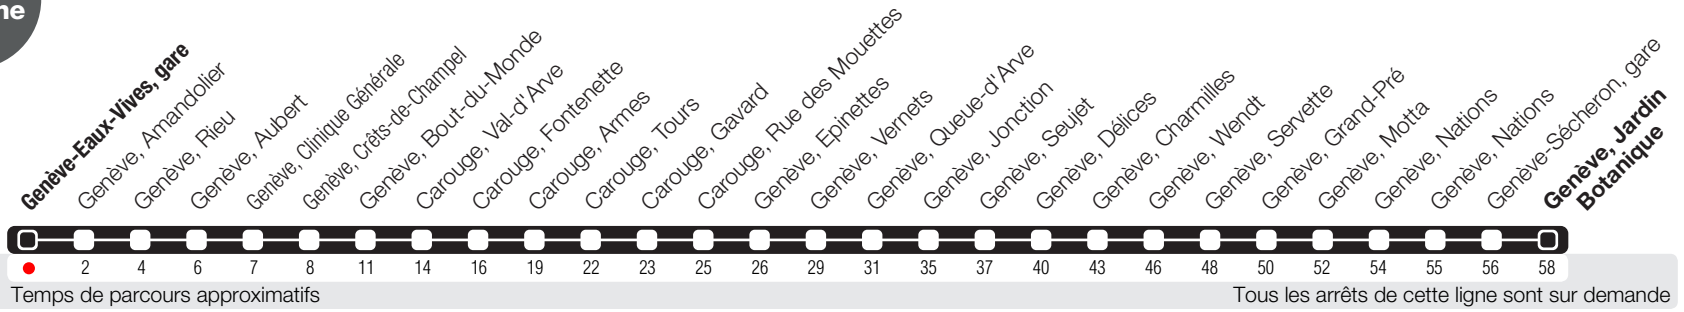 ne
Genève-Eaux-Vives, gare
Genève, Amandolier
Genève, Rieu
Genève, Aubert
Genève, Clinique Générale
Genève, Crêts-de-Champel
Genève, Bout-du-Monde
Carouge, Val-d'Arve
Carouge, Fontenette
Carouge, Armes
Carouge, Tours
Carouge, Gavard
Carouge, Rue des Mouettes
Genève, Epinettes
Genève, Vernets
Genève, Queue-d'Arve
Genève, Jonction
Genève, Seujet
Genève, Délices
Genève, Charmilles
Genève, Wendt
Genève, Servette
Genève, Grand-Pré
Genève, Motta
Genève, Nations
Genève, Nations
Genève-Sécheron, gare
Genève, Jardin
Botanique
2 4 6 7 8 11 14 16 19 22 23 25 26 29 31 35 37 40 43 46 48 50 52 54 55 56 58
Temps de parcours approximatifs
Tous les arrêts de cette ligne sont sur demande